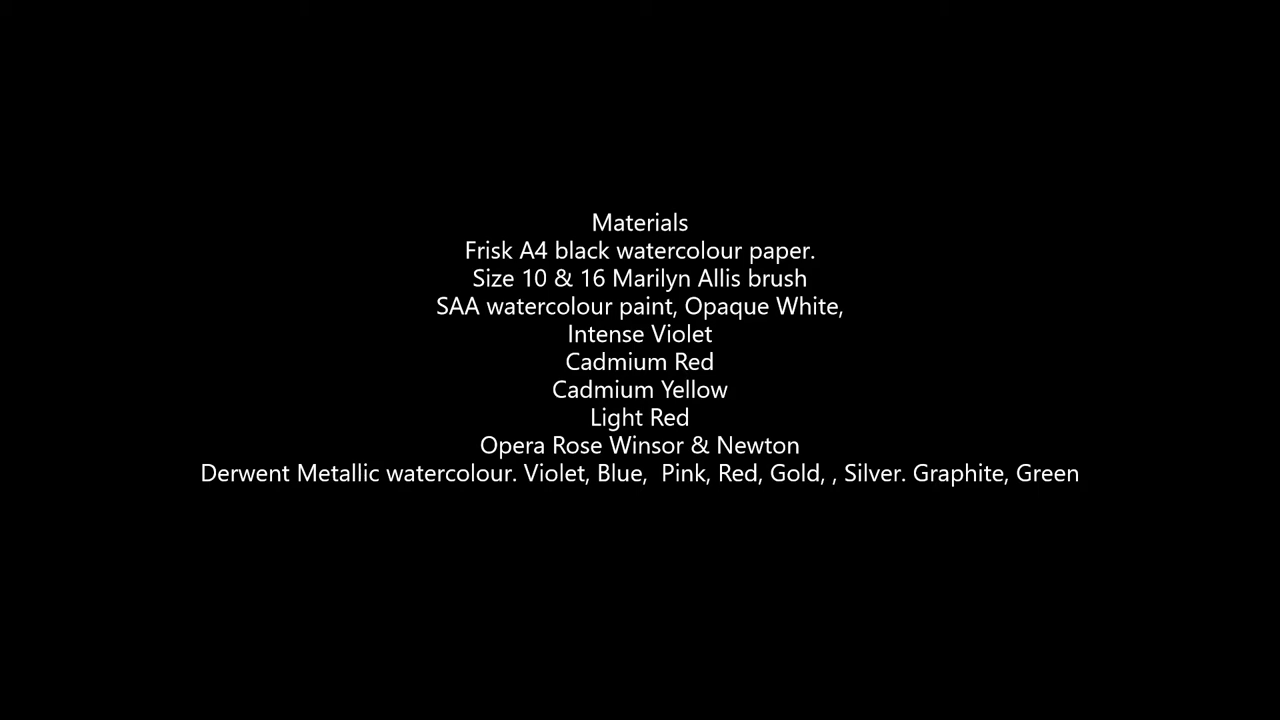 Materials
Frisk A4 black watercolour paper.
Size 10 & 16 Marilyn Allis brush
SAA watercolour paint, Opaque White,
Intense Violet
Cadmium Red
Cadmium Yellow
Light Red
Opera Rose Winsor & Newton
Derwent Metallic watercolour. Violet, Blue,  Pink, Red, Gold, , Silver. Graphite, Green